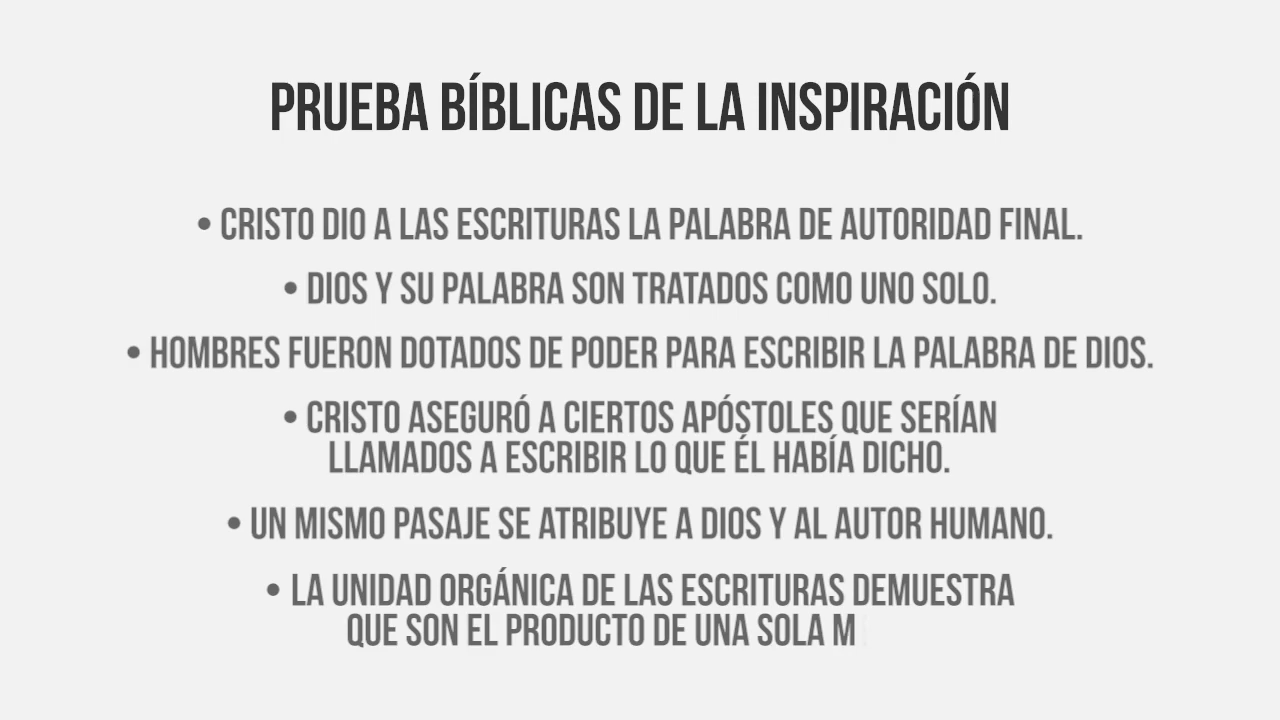 PRUEBA BÍBLICAS DE LA INSPIRACIÓN
• CRISTO DIO A LAS ESCRITURAS LA PALABRA DE AUTORIDAD FINAL.
• DIOS Y SU PALABRA SON TRATADOS COMO UNO SOLO.
• HOMBRES FUERON DOTADOS DE PODER PARA ESCRIBIR LA PALABRA DE DIOS.
• CRISTO ASEGURÓ A CIERTOS APÓSTOLES QUE SERÍAN
LLAMADOS A ESCRIBIR LO QUE ÉL HABÍA DICHO.
• UN MISMO PASAJE SE ATRIBUYE A DIOS Y AL AUTOR HUMANO.
• LA UNIDAD ORGÁNICA DE LAS ESCRITURAS DEMUESTRA
QUE SON EL PRODUCTO DE UNA SOLA M